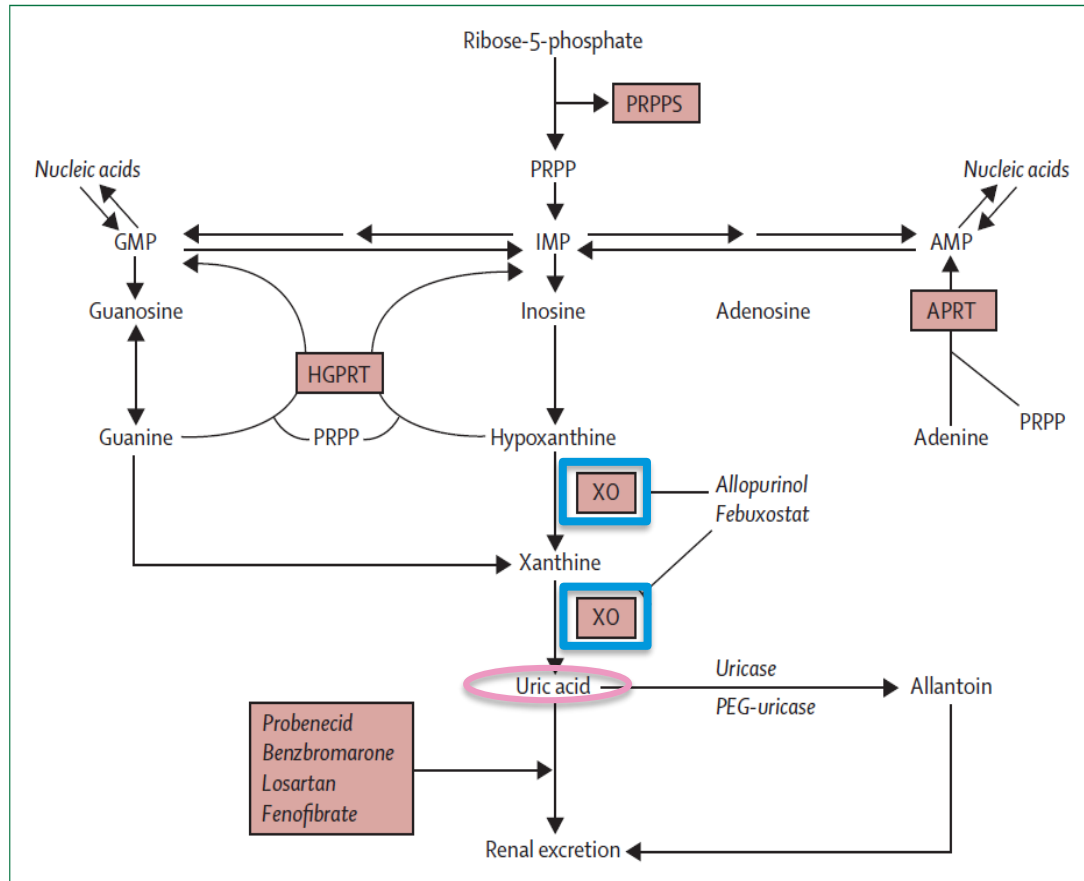 Ribose-5-phosphate
PRPPS
Nucleic acids
PRPP
Nucleic acids
GMP
IMP
AMP
Guanosine
Inosine
Adenosine
APRT
HGPRT
Guanine
PRPP
Hypoxanthine
Adenine
PRPP
XO
Allopurinol
Febuxostat
Xanthine
XO
Uric acid
Uricase
PEG-uricase
Allantoin
Probenecid
Benzbromarone
Losartan
Fenofibrate
Renal excretion